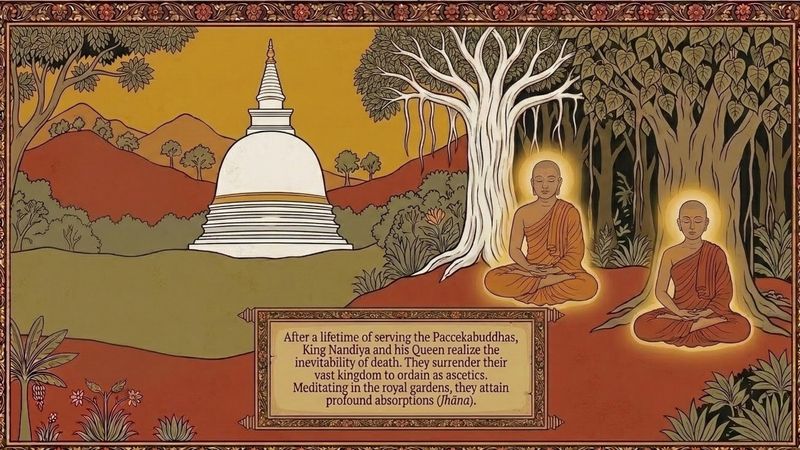 After a lifetime of serving the Paccekabuddhas,
King Nandiya and his Queen realize the
inevitability of death. They surrender their
vast kingdom to ordain as ascetics.
Meditating in the royal gardens, they attain
profound absorptions (Jhāna).